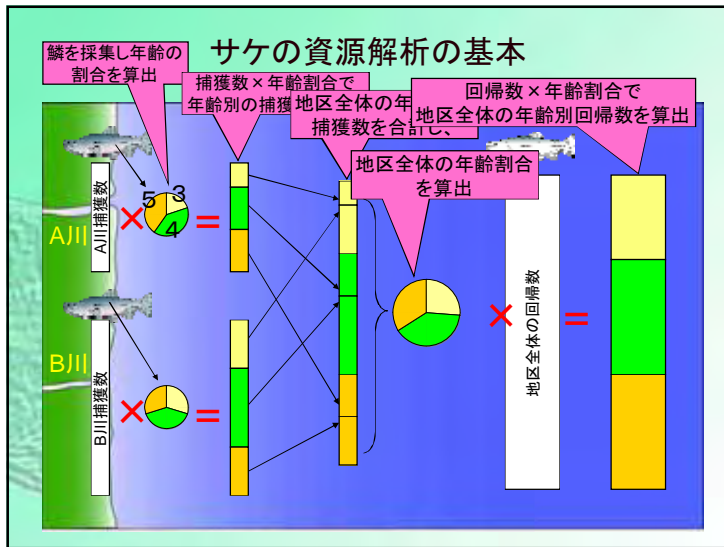 サケの資源解析の基本
鱗を採集し年齢の
割合を算出
捕獲数×年齢割合で
年齢別の捕獲
地区全体の年
捕獲数を合計し、
地区全体の年齢割合
を算出
回帰数×年齢割合で
地区全体の年齢別回帰数を算出
A川
A川捕獲数
×
5
3
4
=
B川
B川捕獲数
×
=
×
地区全体の回帰数
=